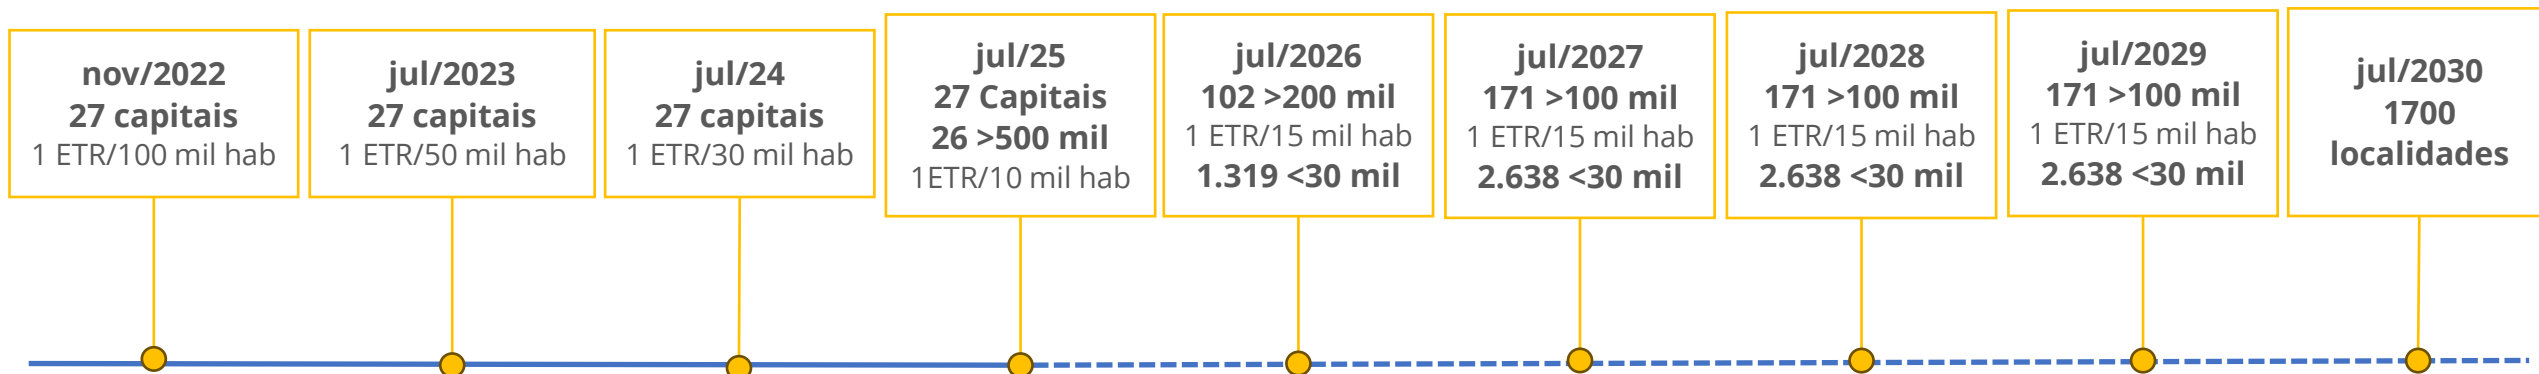 nov/2022
27 capitais
1 ETR/100 mil hab
jul/2023
27 capitais
1 ETR/50 mil hab
jul/24
27 capitais
1 ETR/30 mil hab
jul/25
27 Capitais
26 >500 mil
1ETR/10 mil hab
jul/2026
102 >200 mil
1 ETR/15 mil hab
1.319 <30 mil
jul/2027
171 >100 mil
1 ETR/15 mil hab
2.638 <30 mil
jul/2028
171 >100 mil
1 ETR/15 mil hab
2.638 <30 mil
jul/2029
171 >100 mil
1 ETR/15 mil hab
2.638 <30 mil
jul/2030
1700
localidades